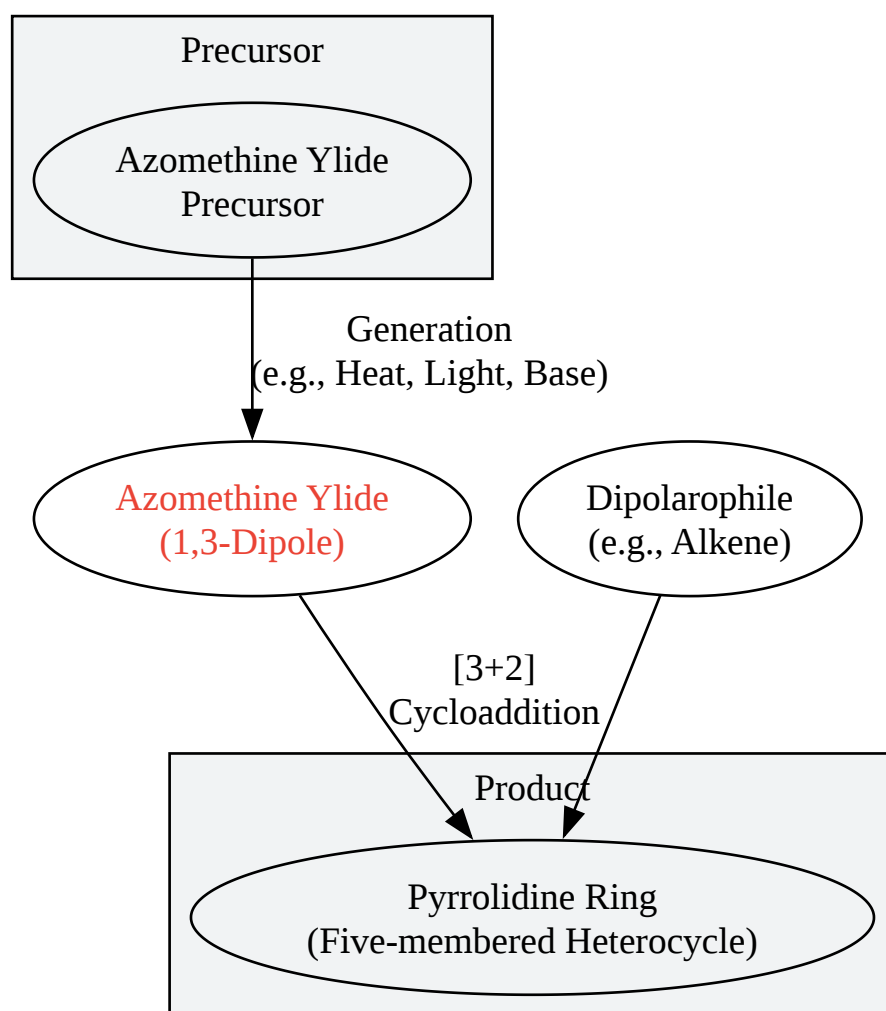 Precursor
Azomethine Ylide
Precursor
Generation
(e.g., Heat, Light, Base)
Azomethine Ylide
(1,3-Dipole)
Dipolarophile
(e.g., Alkene)
[3+2]
Cycloaddition
Product
Pyrrolidine Ring
(Five-membered Heterocycle)